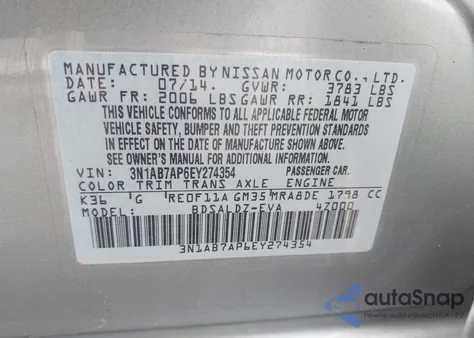 MANUFACTURED BY NISSAN MOTOR CO., LTD.
DATE: 07/14. GVWR: 3783 LBS
GAWR FR: 2006 LBS GAWR RR: 1841 LBS
THIS VEHICLE CONFORMS TO ALL APPLICABLE FEDERAL MOTOR
VEHICLE SAFETY, BUMPER AND THEFT PREVENTION STANDARDS
IN EFFECT ON THE DATE OF MANUFACTURE SHOWN ABOVE.
SEE OWNER'S MANUAL FOR ADDITIONAL INFORMATION.
VIN: 3N1AB7AP6EY274354 PASSENGER CAR.
COLOR TRIM TRANS AXLE ENGINE
K36 G RE0F11A GM35 MRA8DE 1798 CC
MODEL: BDSALDZ-EVA 4Z000
3N1AB7AP6EY274354
autoSnap